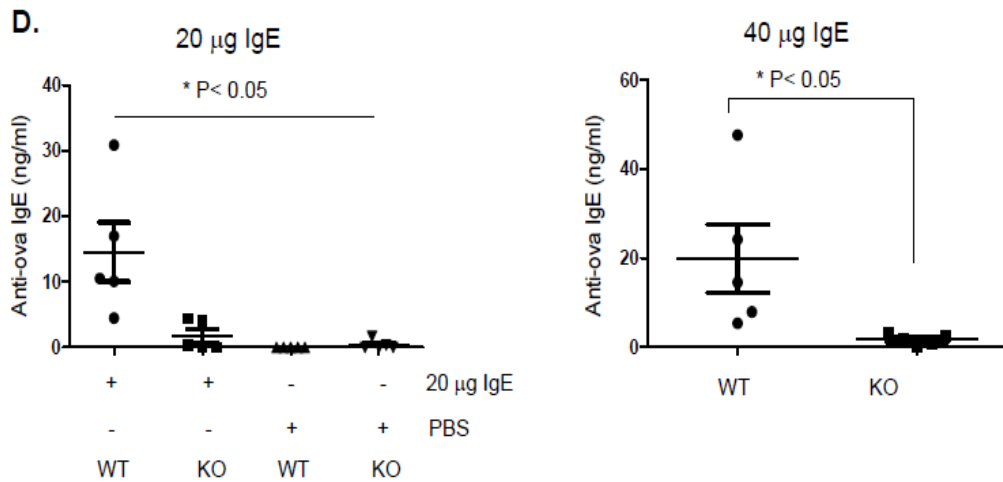 D.
20 μg IgE
* P< 0.05
Anti-ova IgE (ng/ml)
40
30
20
10
0
+ + - - 20 μg IgE
- - + + PBS
WT KO WT KO
40 μg IgE
* P< 0.05
Anti-ova IgE (ng/ml)
60
40
20
0
WT KO